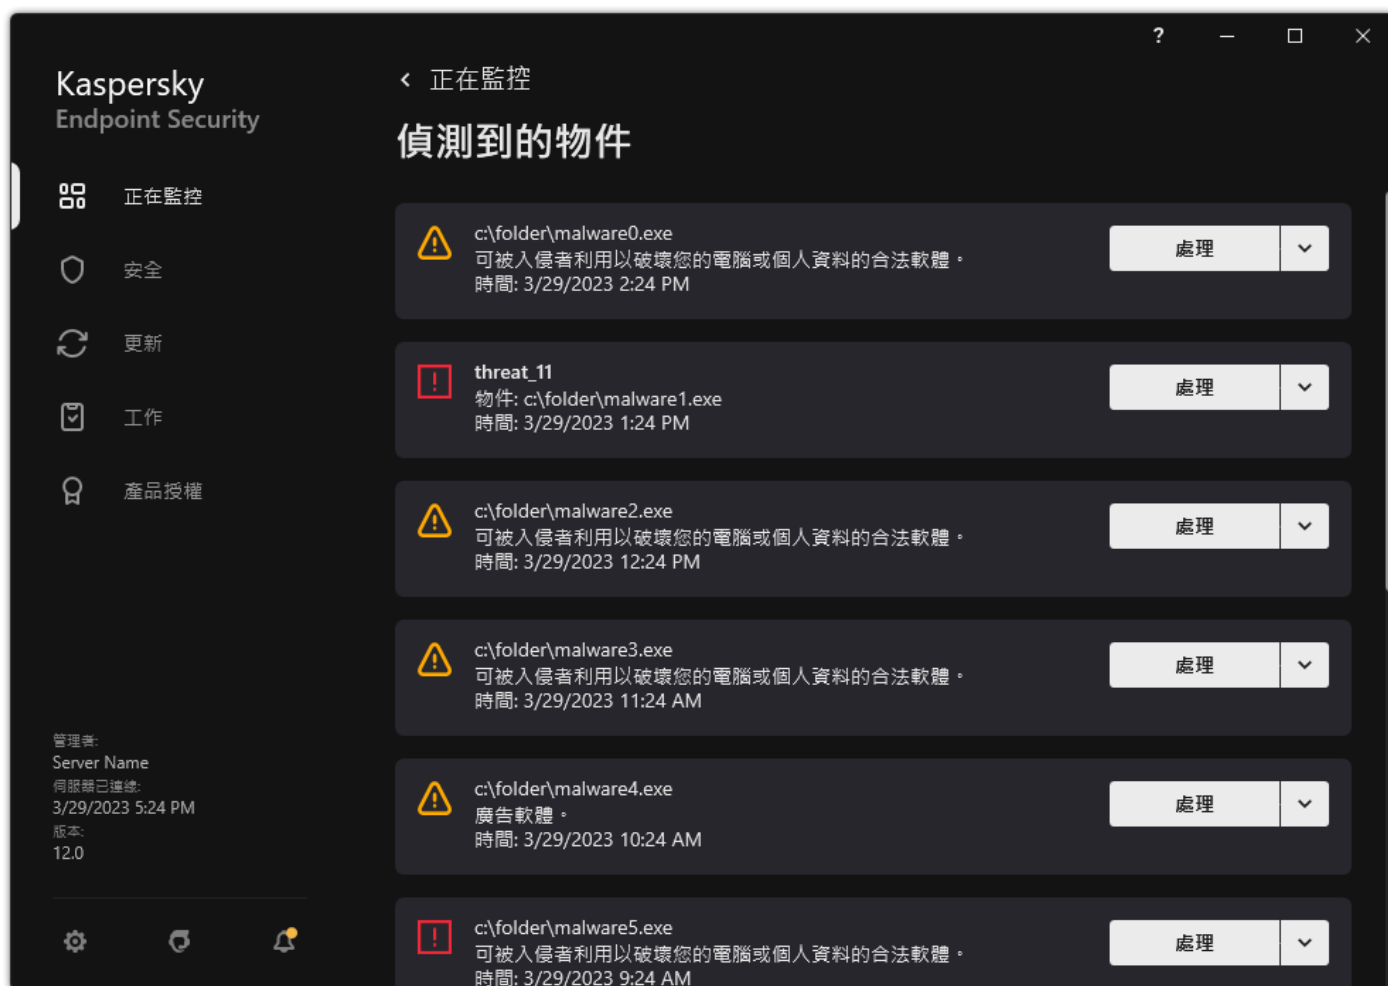 ?
Kaspersky
Endpoint Security
正在監控
安全
更新
工作
產品授權
管理者:
Server Name
伺服器已連線:
3/29/2023 5:24 PM
版本:
12.0
正在監控
偵測到的物件
c:\folder\malware0.exe
可被入侵者利用以破壞您的電腦或個人資料的合法軟體。
時間: 3/29/2023 2:24 PM
處理
threat_11
物件: c:\folder\malware1.exe
時間: 3/29/2023 1:24 PM
處理
c:\folder\malware2.exe
可被入侵者利用以破壞您的電腦或個人資料的合法軟體。
時間: 3/29/2023 12:24 PM
處理
c:\folder\malware3.exe
可被入侵者利用以破壞您的電腦或個人資料的合法軟體。
時間: 3/29/2023 11:24 AM
處理
c:\folder\malware4.exe
廣告軟體。
時間: 3/29/2023 10:24 AM
處理
c:\folder\malware5.exe
可被入侵者利用以破壞您的電腦或個人資料的合法軟體。
時間: 3/29/2023 9:24 AM
處理